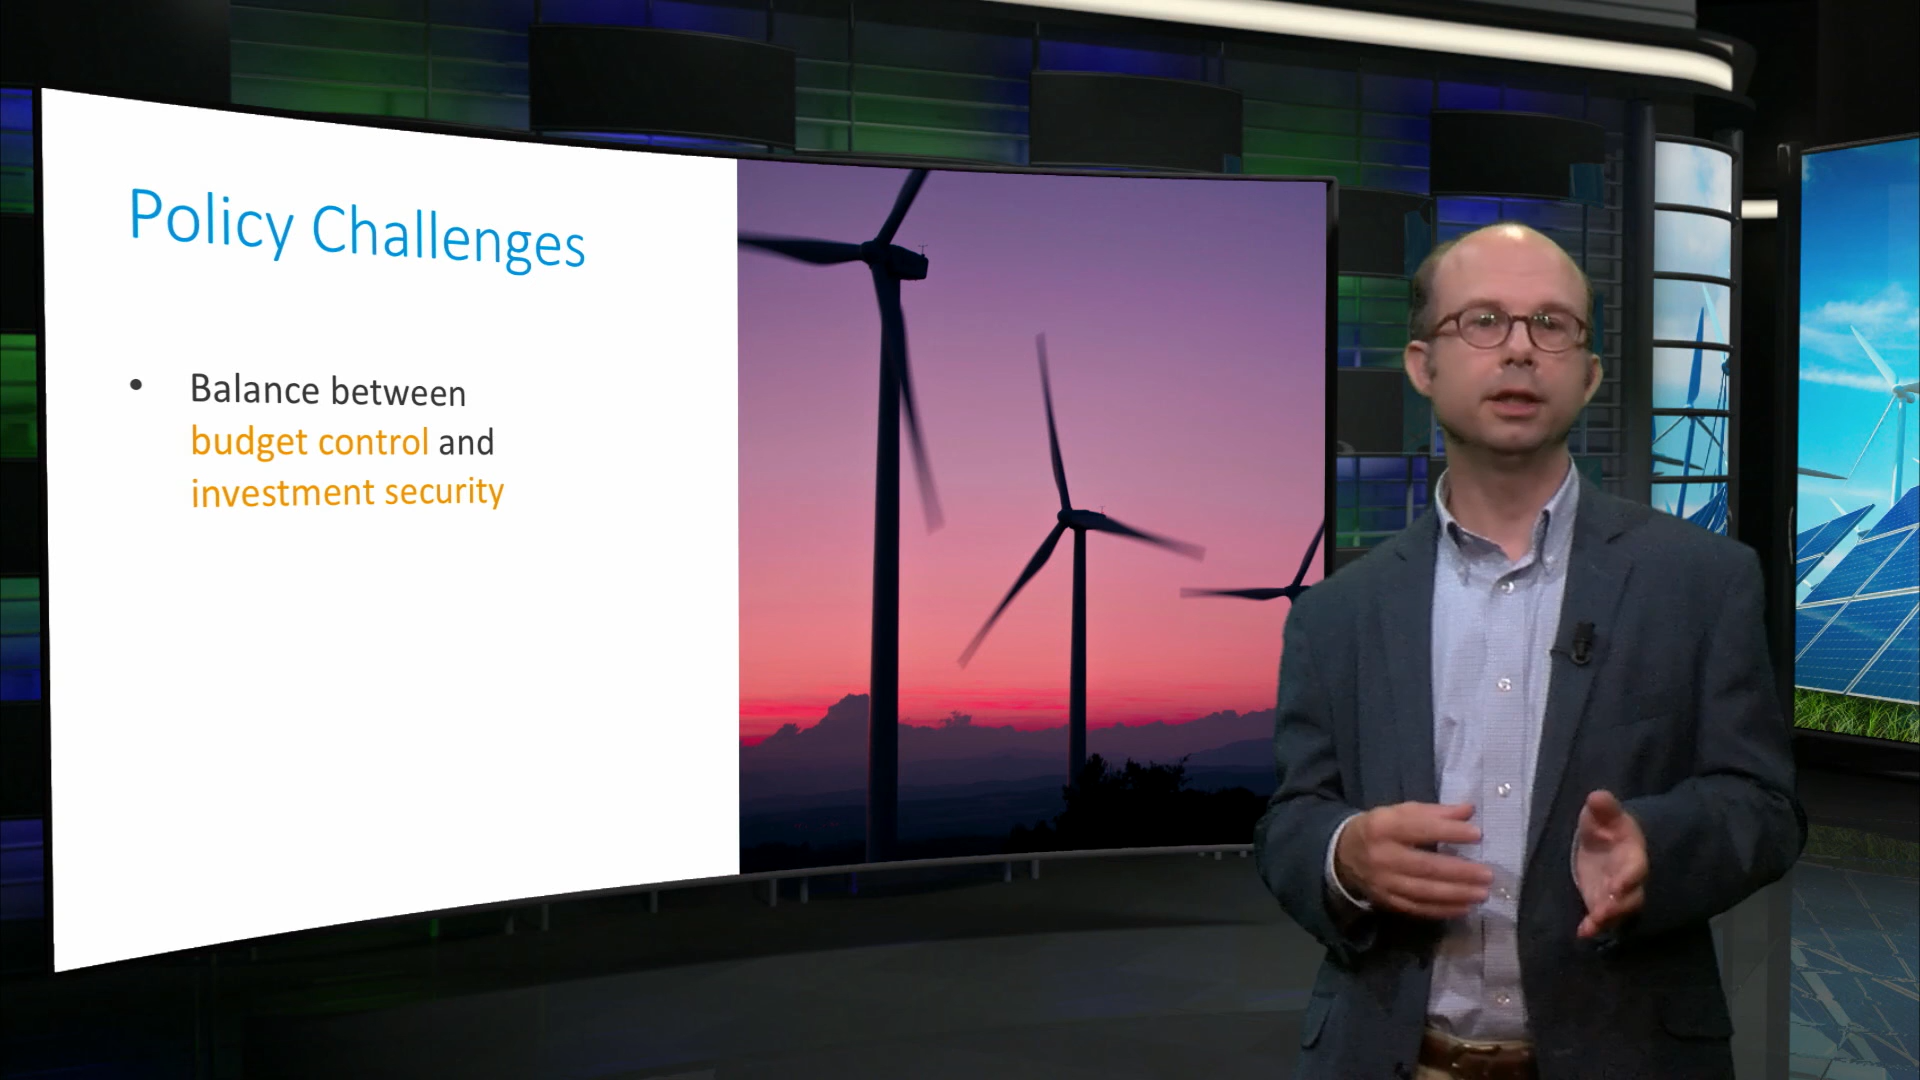 Policy Challenges
• Balance between
budget control and
investment security